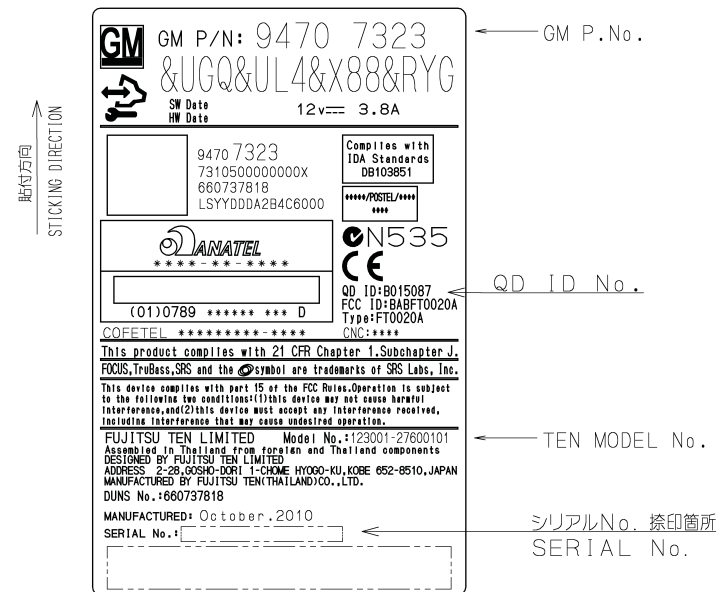 GM
GM P/N: 9470 7323
&UGQ&UL4&X88&RYG
SW Date
HW Date
12v 3.8A
GM P.No.
貼付方向
STICKING DIRECTION
9470 7323
7310500000000X
660737818
LSYYDDDA2B4C6000
Complies with
IDA Standards
DB103851
*****/POSTEL/****
****
ANATEL
****-**-****
(01)0789 ****** *** D
N535
CE
QD ID:B015087
FCC ID:BABFT0020A
Type:FT0020A
QD ID No.
COFETEL *********-****
CNC:****
This product complies with 21 CFR Chapter 1.Subchapter J.
FOCUS,TruBass,SRS and the symbol are trademarks of SRS Labs, Inc.
This device complies with part 15 of the FCC Rules.Operation is subject
to the following two conditions:(1)this device may not cause harmful
interference,and(2)this device must accept any interference received,
including interference that may cause undesired operation.
FUJITSU TEN LIMITED Model No.:123001-27600101
TEN MODEL No.
Assembled in Thailand from foreign and Thailand components
DESIGNED BY FUJITSU TEN LIMITED
ADDRESS 2-28,GOSHO-DORI 1-CHOME HYOGO-KU,KOBE 652-8510,JAPAN
MANUFACTURED BY FUJITSU TEN(THAILAND)CO.,LTD.
DUNS No.:660737818
MANUFACTURED: October.2010
SERIAL No.:
シリアルNo. 捺印箇所
SERIAL No.